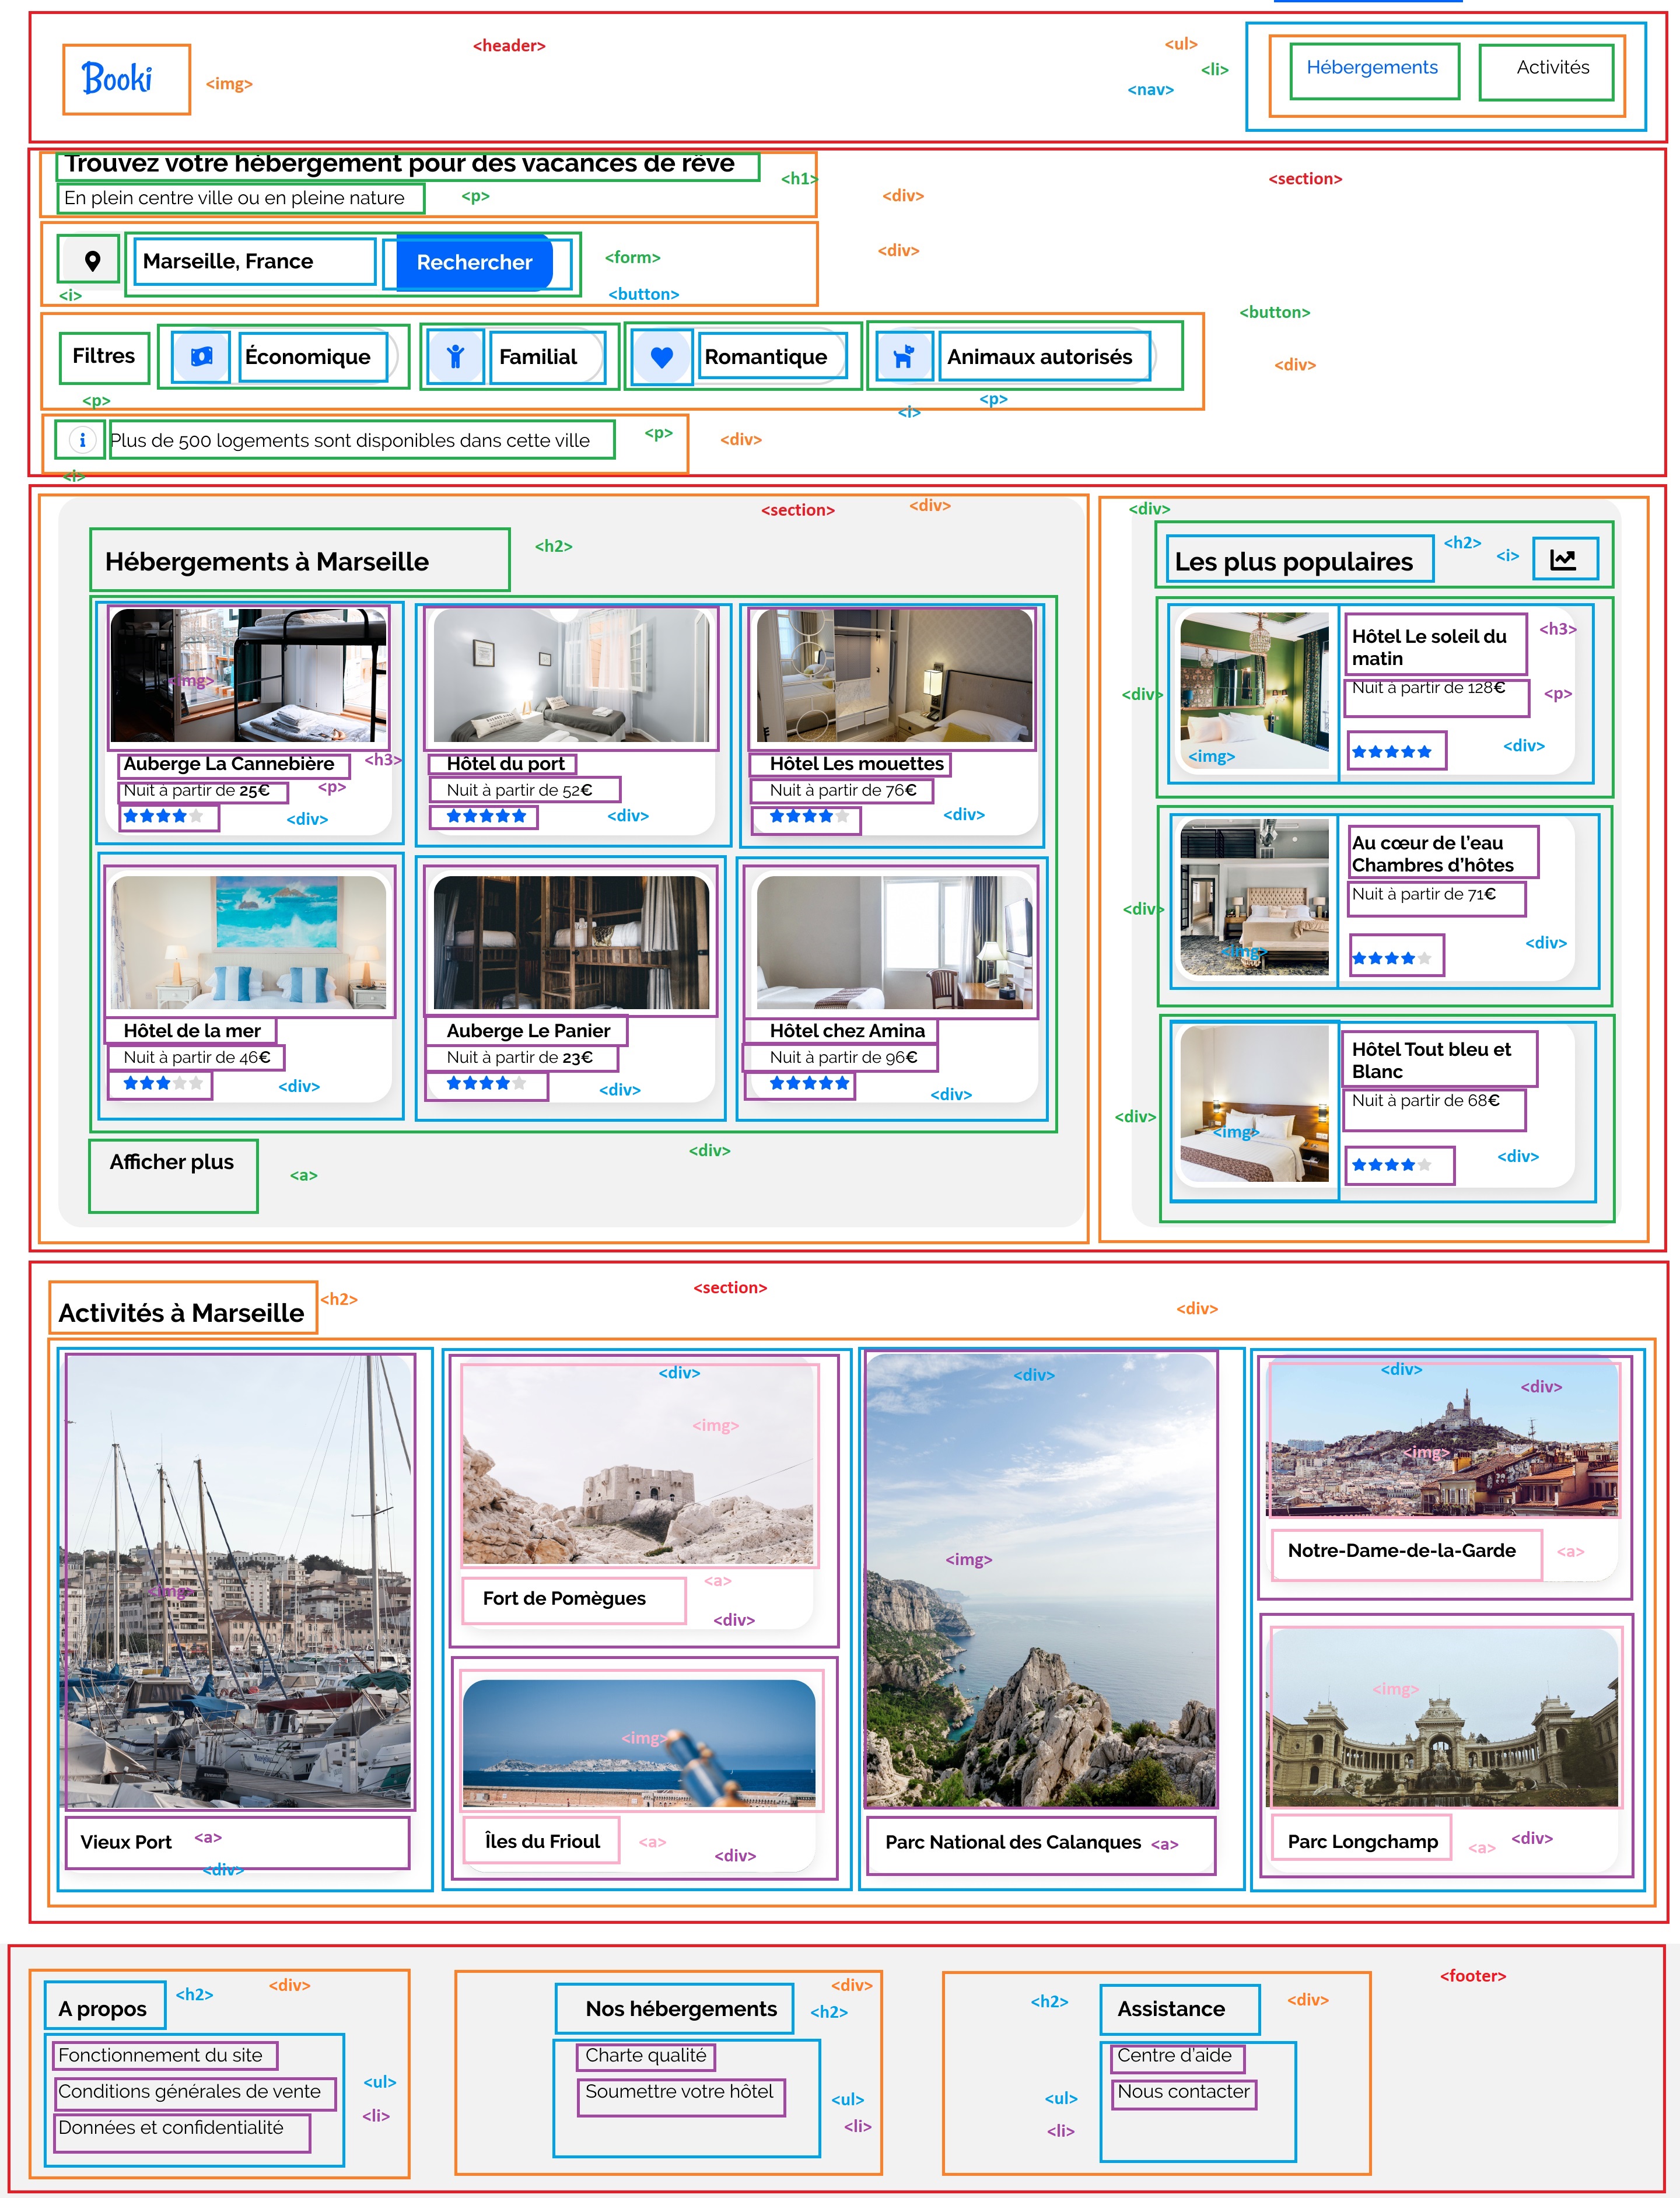 Booki
<img>
<header>
<ul>
<li>
<nav>
Hébergements
Activités
Trouvez votre hébergement pour des vacances de rêve
<h1>
<section>
En plein centre ville ou en pleine nature
<p>
<div>
Marseille, France
Rechercher
<form>
<div>
<i>
<button>
<button>
Filtres
Économique
Familial
Romantique
Animaux autorisés
<div>
<p>
<i>
<p>
Plus de 500 logements sont disponibles dans cette ville
<p>
<div>
<i>
<section>
<div>
Hébergements à Marseille
<h2>
<img>
Auberge La Cannebière
<h3>
Nuit à partir de 25€
<p>
<div>
Hôtel du port
Nuit à partir de 52€
<div>
Hôtel Les mouettes
Nuit à partir de 76€
<div>
Hôtel de la mer
Nuit à partir de 46€
<div>
Auberge Le Panier
Nuit à partir de 23€
<div>
Hôtel chez Amina
Nuit à partir de 96€
<div>
Afficher plus
<a>
<div>
<div>
Les plus populaires
<h2>
<i>
<div>
<img>
Hôtel Le soleil du
matin
<h3>
Nuit à partir de 128€
<p>
<div>
<div>
<img>
Au cœur de l'eau
Chambres d'hôtes
Nuit à partir de 71€
<div>
<div>
<img>
Hôtel Tout bleu et
Blanc
Nuit à partir de 68€
<div>
<section>
Activités à Marseille
<h2>
<div>
<img>
Vieux Port
<a>
<div>
<div>
<img>
Fort de Pomègues
<a>
<div>
<img>
Îles du Frioul
<a>
<div>
<div>
<img>
Parc National des Calanques
<a>
<div>
<div>
<img>
Notre-Dame-de-la-Garde
<a>
<img>
Parc Longchamp
<a>
<div>
<footer>
A propos
<h2>
<div>
Fonctionnement du site
Conditions générales de vente
Données et confidentialité
<ul>
<li>
Nos hébergements
<div>
<h2>
Charte qualité
Soumettre votre hôtel
<ul>
<li>
<h2>
Assistance
<div>
Centre d'aide
Nous contacter
<ul>
<li>